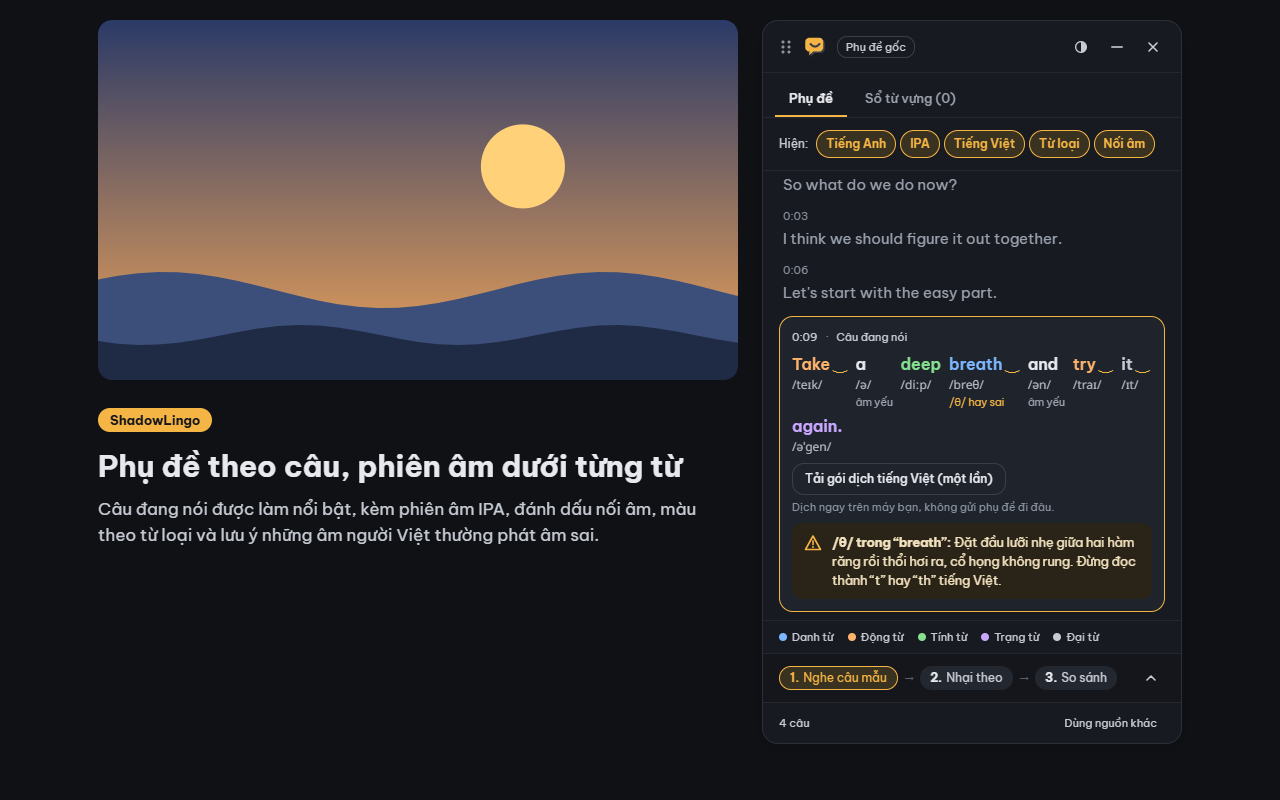 ShadowLingo
Phụ đề theo câu, phiên âm dưới từng từ
Câu đang nói được làm nổi bật, kèm phiên âm IPA, đánh dấu nối âm, màu
theo từ loại và lưu ý những âm người Việt thường phát âm sai.
Phụ đề gốc
Phụ đề Sổ từ vựng (0)
Hiện: Tiếng Anh IPA Tiếng Việt Từ loại Nối âm
So what do we do now?
0:03
I think we should figure it out together.
0:06
Let's start with the easy part.
0:09 · Câu đang nói
Take‿ a deep breath‿ and try‿ it‿
/teɪk/ /ə/ /diːp/ /breθ/ /ən/ /traɪ/ /ɪt/
âm yếu /θ/ hay sai âm yếu
again.
/əˈɡen/
Tải gói dịch tiếng Việt (một lần)
Dịch ngay trên máy bạn, không gửi phụ đề đi đâu.
/θ/ trong “breath”: Đặt đầu lưỡi nhẹ giữa hai hàm
răng rồi thổi hơi ra, cổ họng không rung. Đừng đọc
thành “t” hay “th” tiếng Việt.
Danh từ Động từ Tính từ Trạng từ Đại từ
1. Nghe câu mẫu → 2. Nhại theo → 3. So sánh
4 câu Dùng nguồn khác